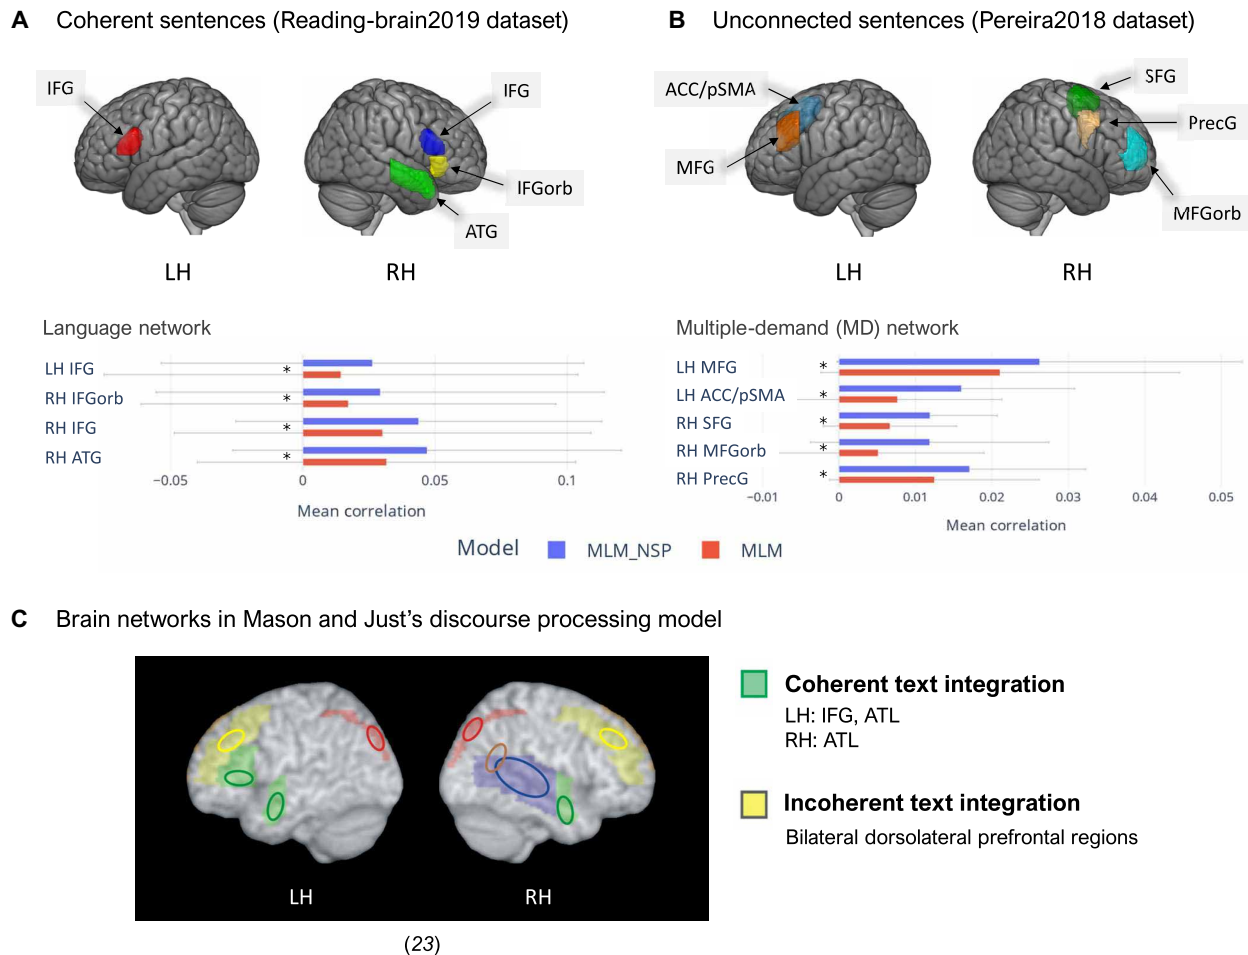 A Coherent sentences (Reading-brain2019 dataset)
IFG
IFG
IFGorb
ATG
LH
RH
Language network
LH IFG *
RH IFGorb *
RH IFG *
RH ATG *
−0.05 0 0.05 0.1
Mean correlation
B Unconnected sentences (Pereira2018 dataset)
ACC/pSMA
SFG
PrecG
MFG
MFGorb
LH
RH
Multiple-demand (MD) network
LH MFG *
LH ACC/pSMA *
RH SFG *
RH MFGorb *
RH PrecG *
−0.01 0 0.01 0.02 0.03 0.04 0.05
Mean correlation
Model MLM_NSP MLM
C Brain networks in Mason and Just's discourse processing model
LH
RH
(23)
Coherent text integration
LH: IFG, ATL
RH: ATL
Incoherent text integration
Bilateral dorsolateral prefrontal regions